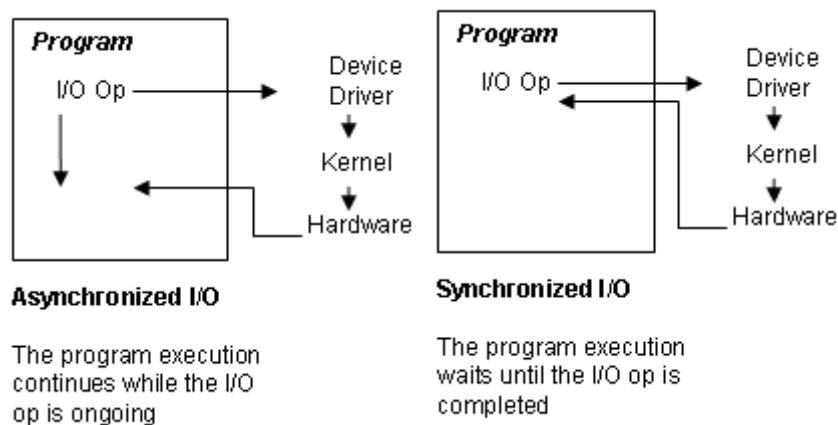 Program
I/O Op
Device
Driver
Kernel
Hardware
Asynchronized I/O
The program execution
continues while the I/O
op is ongoing
Program
I/O Op
Device
Driver
Kernel
Hardware
Synchronized I/O
The program execution
waits until the I/O op is
completed